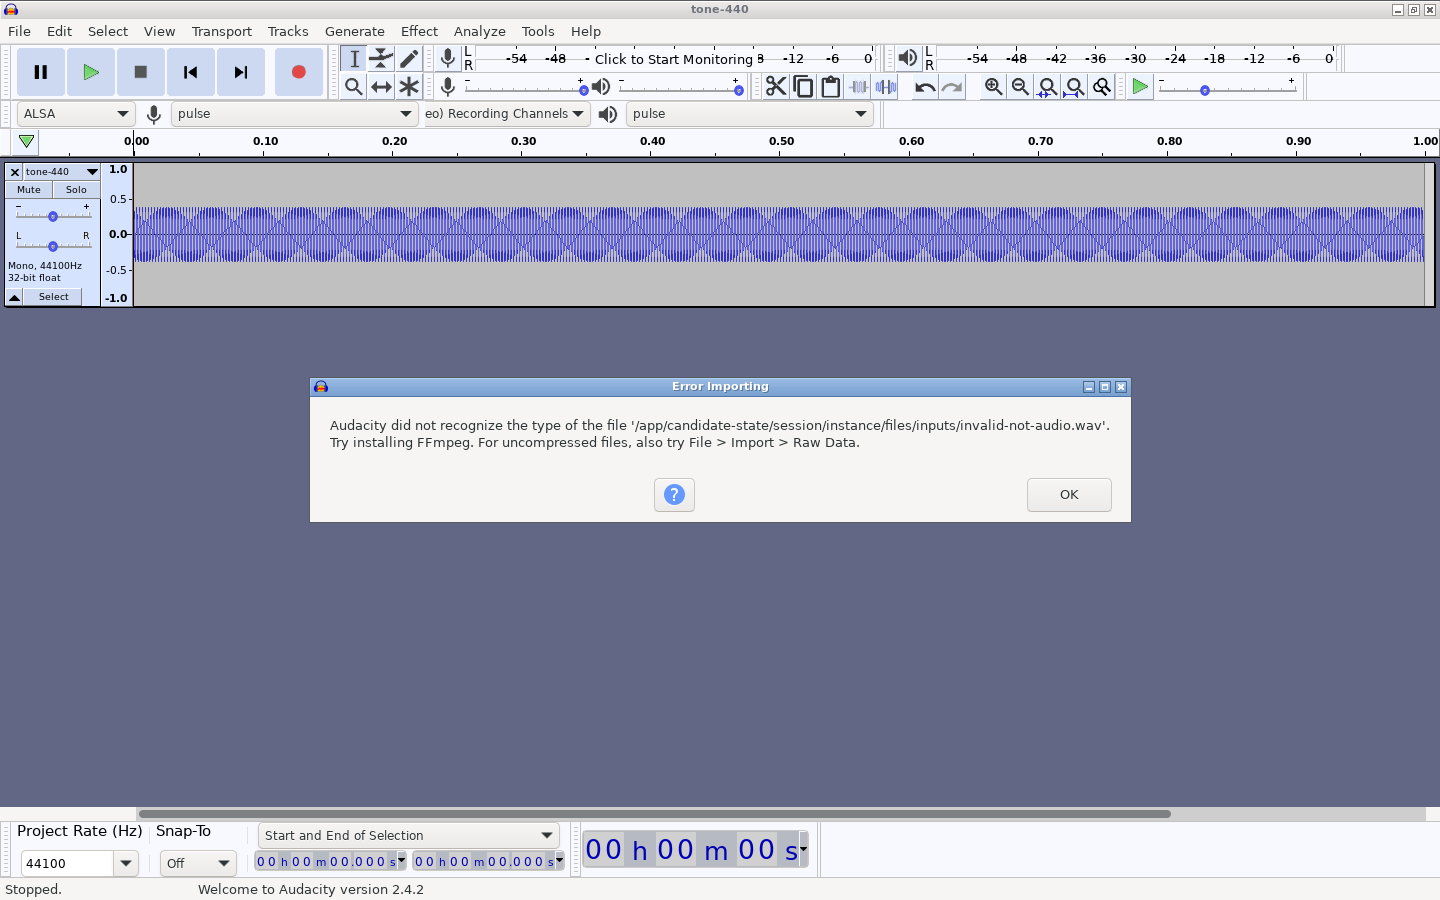 tone-440
File Edit Select View Transport Tracks Generate Effect Analyze Tools Help
L R -54 -48 - Click to Start Monitoring -12 -6 0
L R -54 -48 -42 -36 -30 -24 -18 -12 -6 0
- + - + - +
ALSA pulse eo) Recording Channels pulse
0.00 0.10 0.20 0.30 0.40 0.50 0.60 0.70 0.80 0.90 1.00
tone-440
Mute Solo
- +
L R
Mono, 44100Hz
32-bit float
Select
1.0
0.5
0.0
-0.5
-1.0
Error Importing
Audacity did not recognize the type of the file '/app/candidate-state/session/instance/files/inputs/invalid-not-audio.wav'.
Try installing FFmpeg. For uncompressed files, also try File > Import > Raw Data.
? OK
Project Rate (Hz) Snap-To Start and End of Selection
44100 Off 00 h 00 m 00.000 s 00 h 00 m 00.000 s
00 h 00 m 00 s
Stopped. Welcome to Audacity version 2.4.2